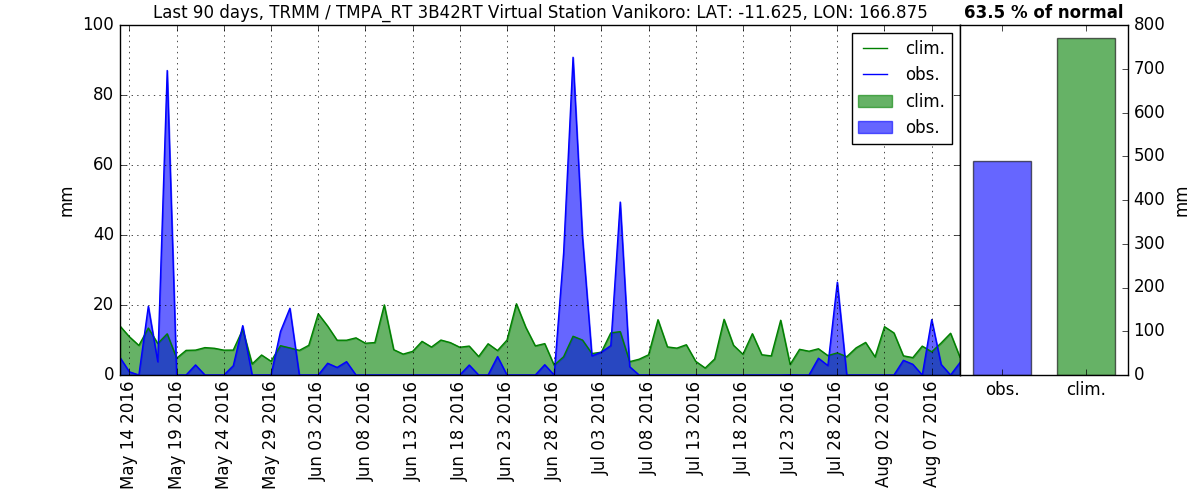 Last 90 days, TRMM / TMPA_RT 3B42RT Virtual Station Vanikoro: LAT: -11.625, LON: 166.875
63.5 % of normal
100
80
60
40
20
0
mm
clim.
obs.
clim.
obs.
800
700
600
500
400
300
200
100
0
mm
May 14 2016
May 19 2016
May 24 2016
May 29 2016
Jun 03 2016
Jun 08 2016
Jun 13 2016
Jun 18 2016
Jun 23 2016
Jun 28 2016
Jul 03 2016
Jul 08 2016
Jul 13 2016
Jul 18 2016
Jul 23 2016
Jul 28 2016
Aug 02 2016
Aug 07 2016
obs.
clim.